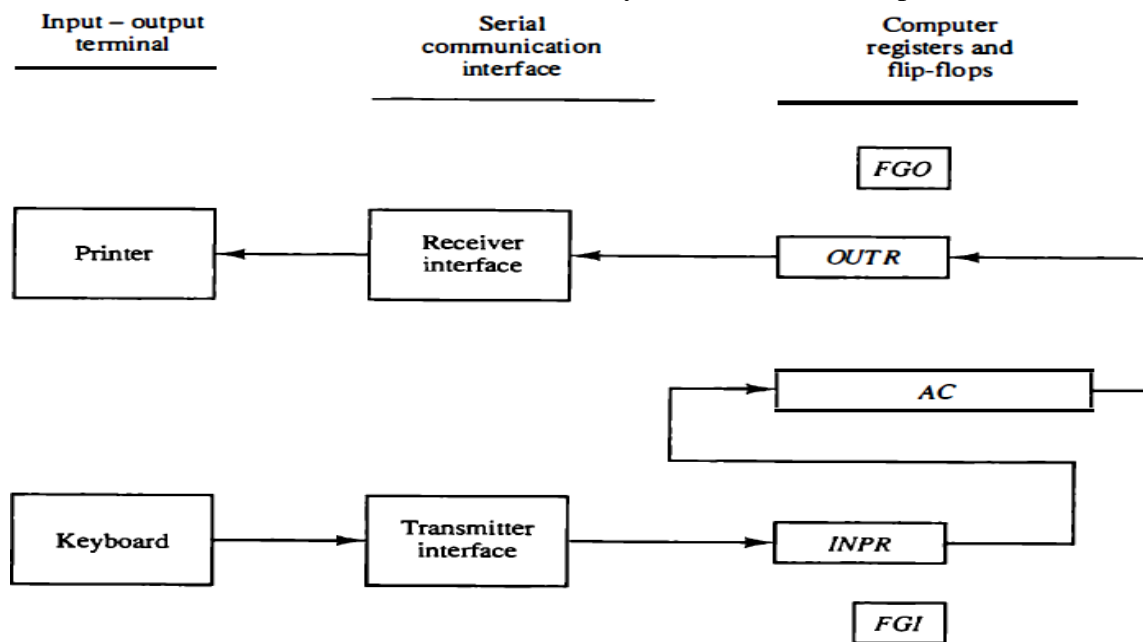 Input – output
terminal
Serial
communication
interface
Computer
registers and
flip-flops
FGO
Printer
Receiver
interface
OUTR
AC
Keyboard
Transmitter
interface
INPR
FGI